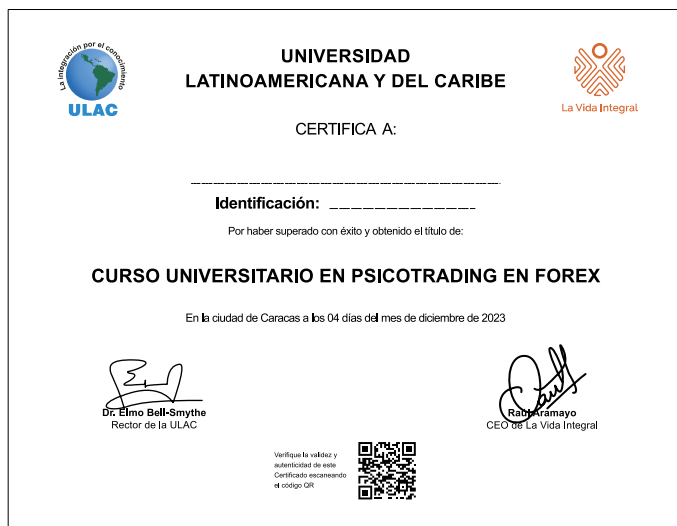 La integración por el conocimiento
ULAC
UNIVERSIDAD
LATINOAMERICANA Y DEL CARIBE
La Vida Integral
CERTIFICA A:
Identificación:
Por haber superado con éxito y obtenido el título de:
CURSO UNIVERSITARIO EN PSICOTRADING EN FOREX
En la ciudad de Caracas a los 04 días del mes de diciembre de 2023
Dr. Elmo Bell-Smythe
Rector de la ULAC
Raúl Aramayo
CEO de La Vida Integral
Verifique la validez y
autenticidad de este
Certificado escaneando
el código QR